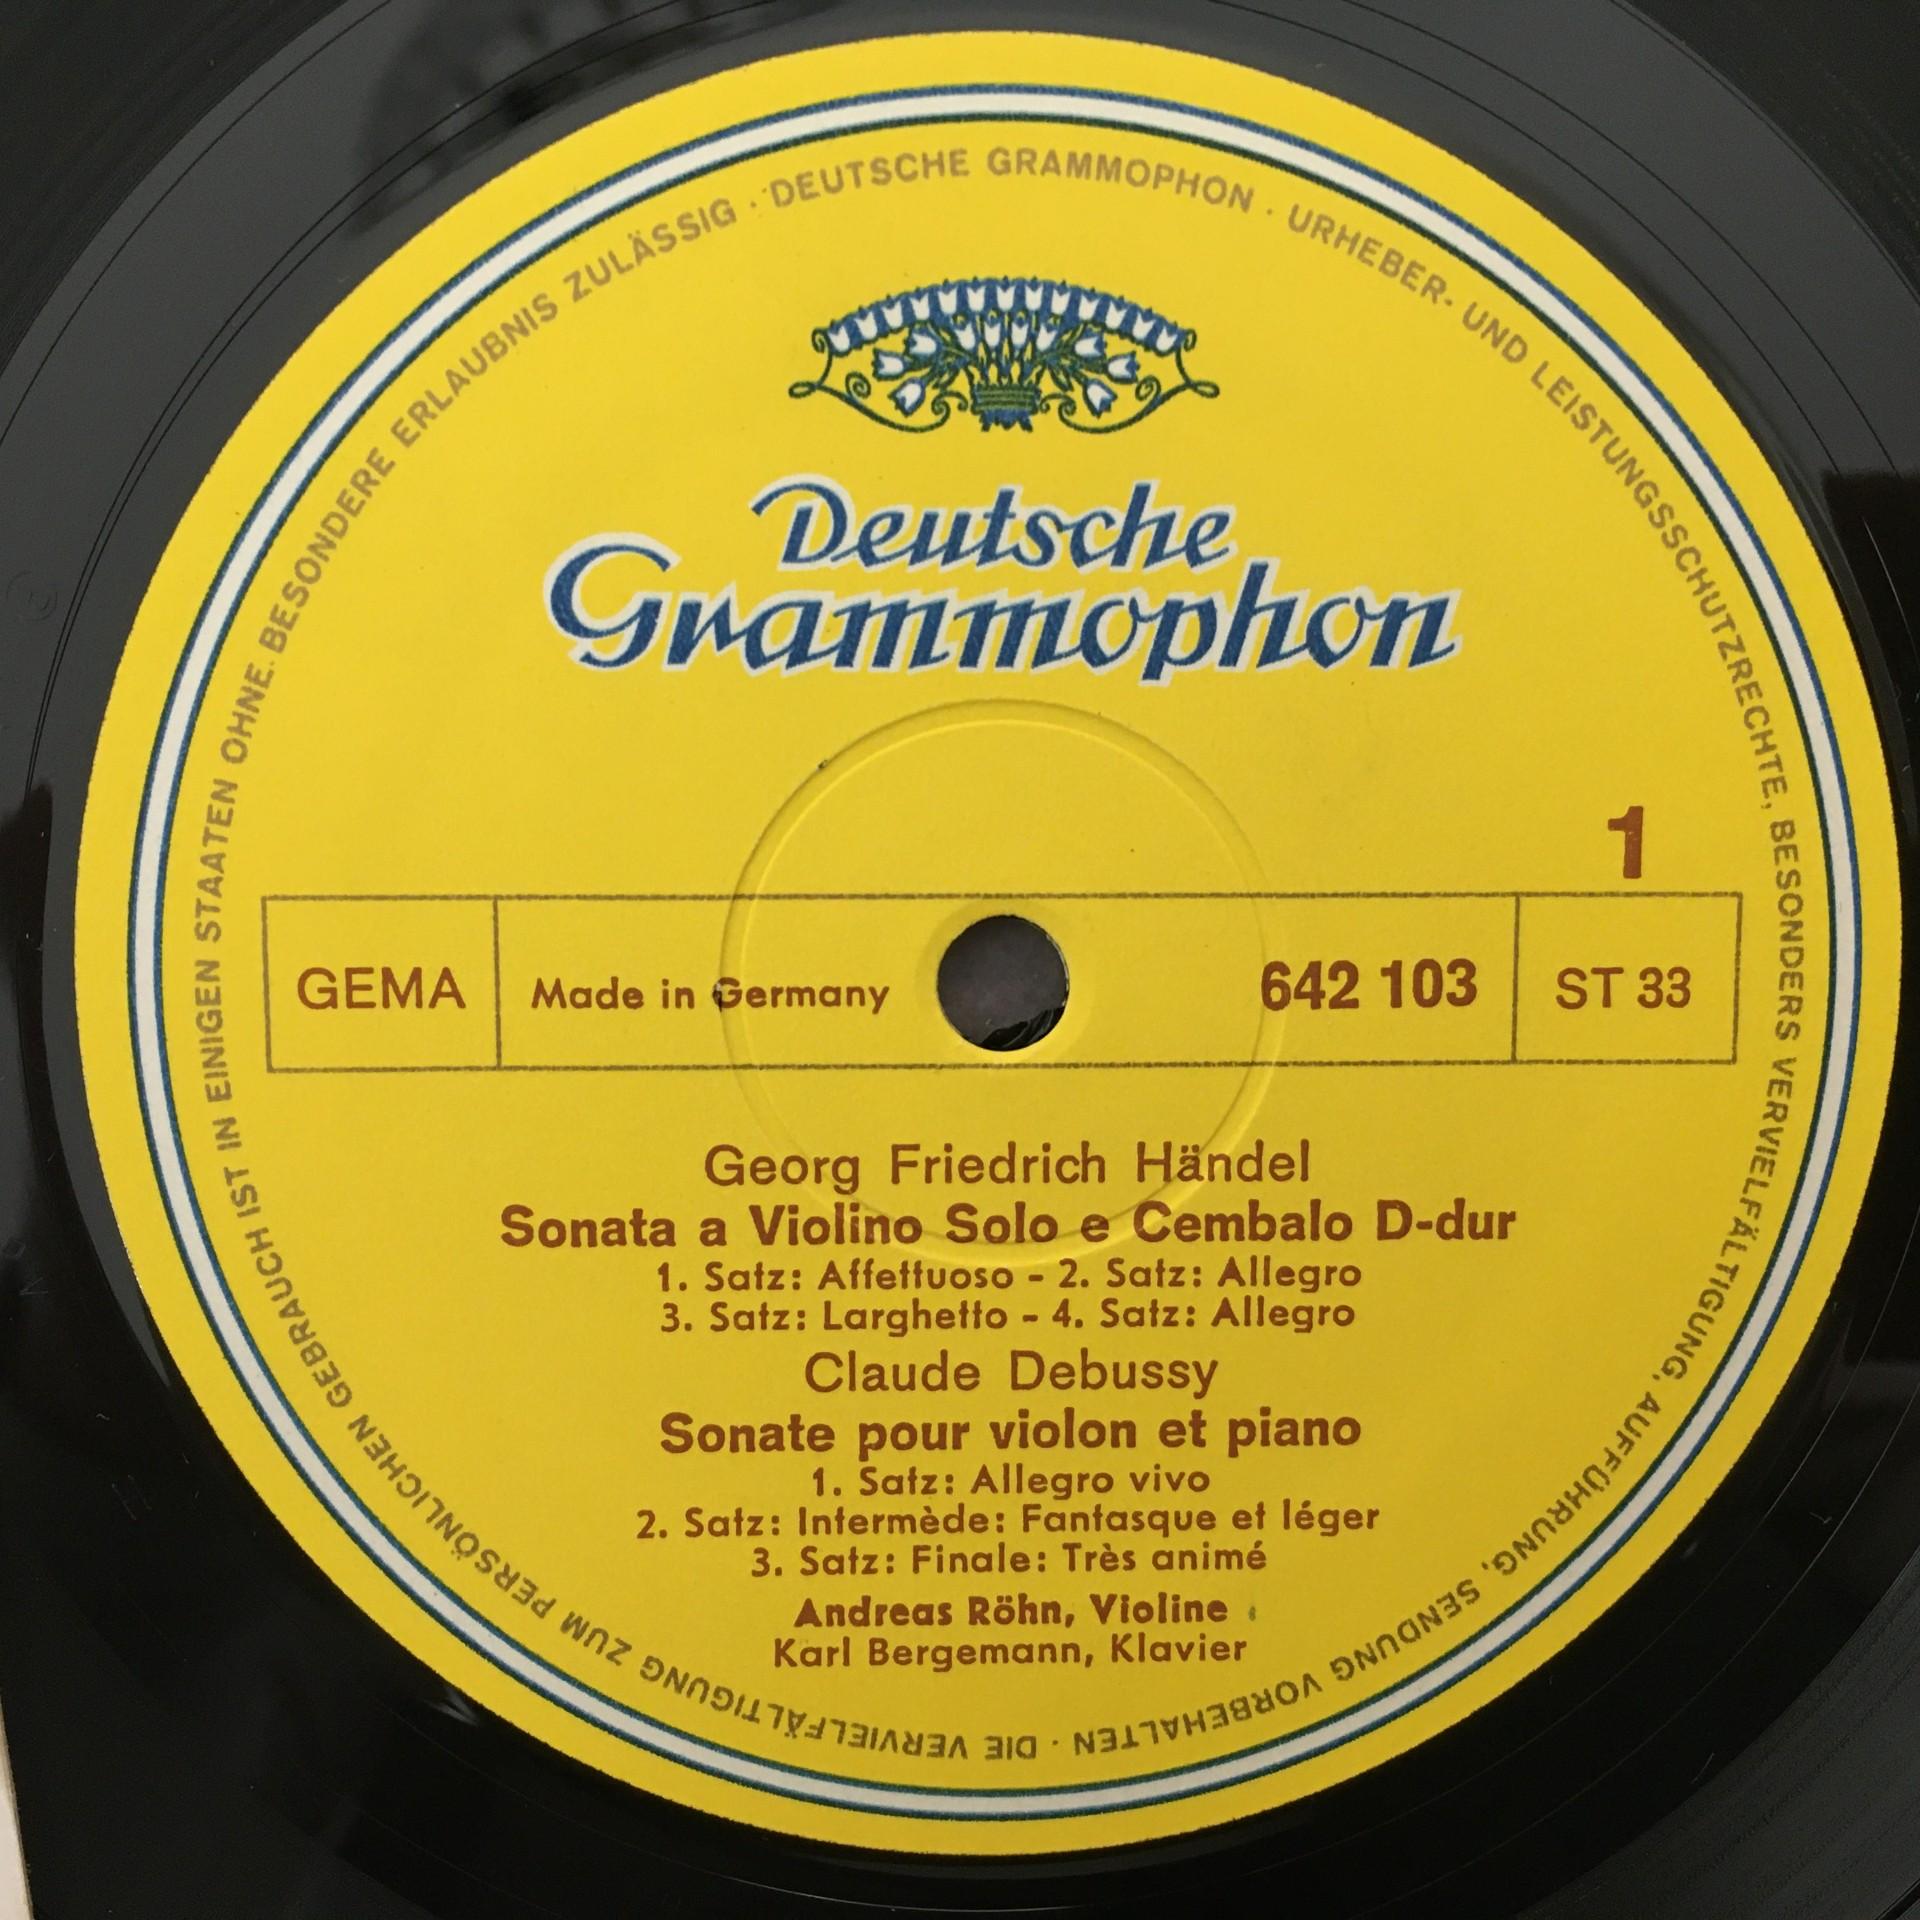 DEUTSCHE GRAMMOPHON · URHEBER- UND LEISTUNGSSCHUTZRECHTE, BESONDERS VERVIELFÄLTIGUNG, AUFFÜHRUNG, SENDUNG VORBEHALTEN · DIE VERVIELFÄLTIGUNG ZUM PERSÖNLICHEN GEBRAUCH IST IN EINIGEN STAATEN OHNE BESONDERE ERLAUBNIS ZULÄSSIG ·
Deutsche
Grammophon
1
GEMA Made in Germany 642 103 ST 33
Georg Friedrich Händel
Sonata a Violino Solo e Cembalo D-dur
1. Satz: Affettuoso - 2. Satz: Allegro
3. Satz: Larghetto - 4. Satz: Allegro
Claude Debussy
Sonate pour violon et piano
1. Satz: Allegro vivo
2. Satz: Intermède: Fantasque et léger
3. Satz: Finale: Très animé
Andreas Röhn, Violine
Karl Bergemann, Klavier